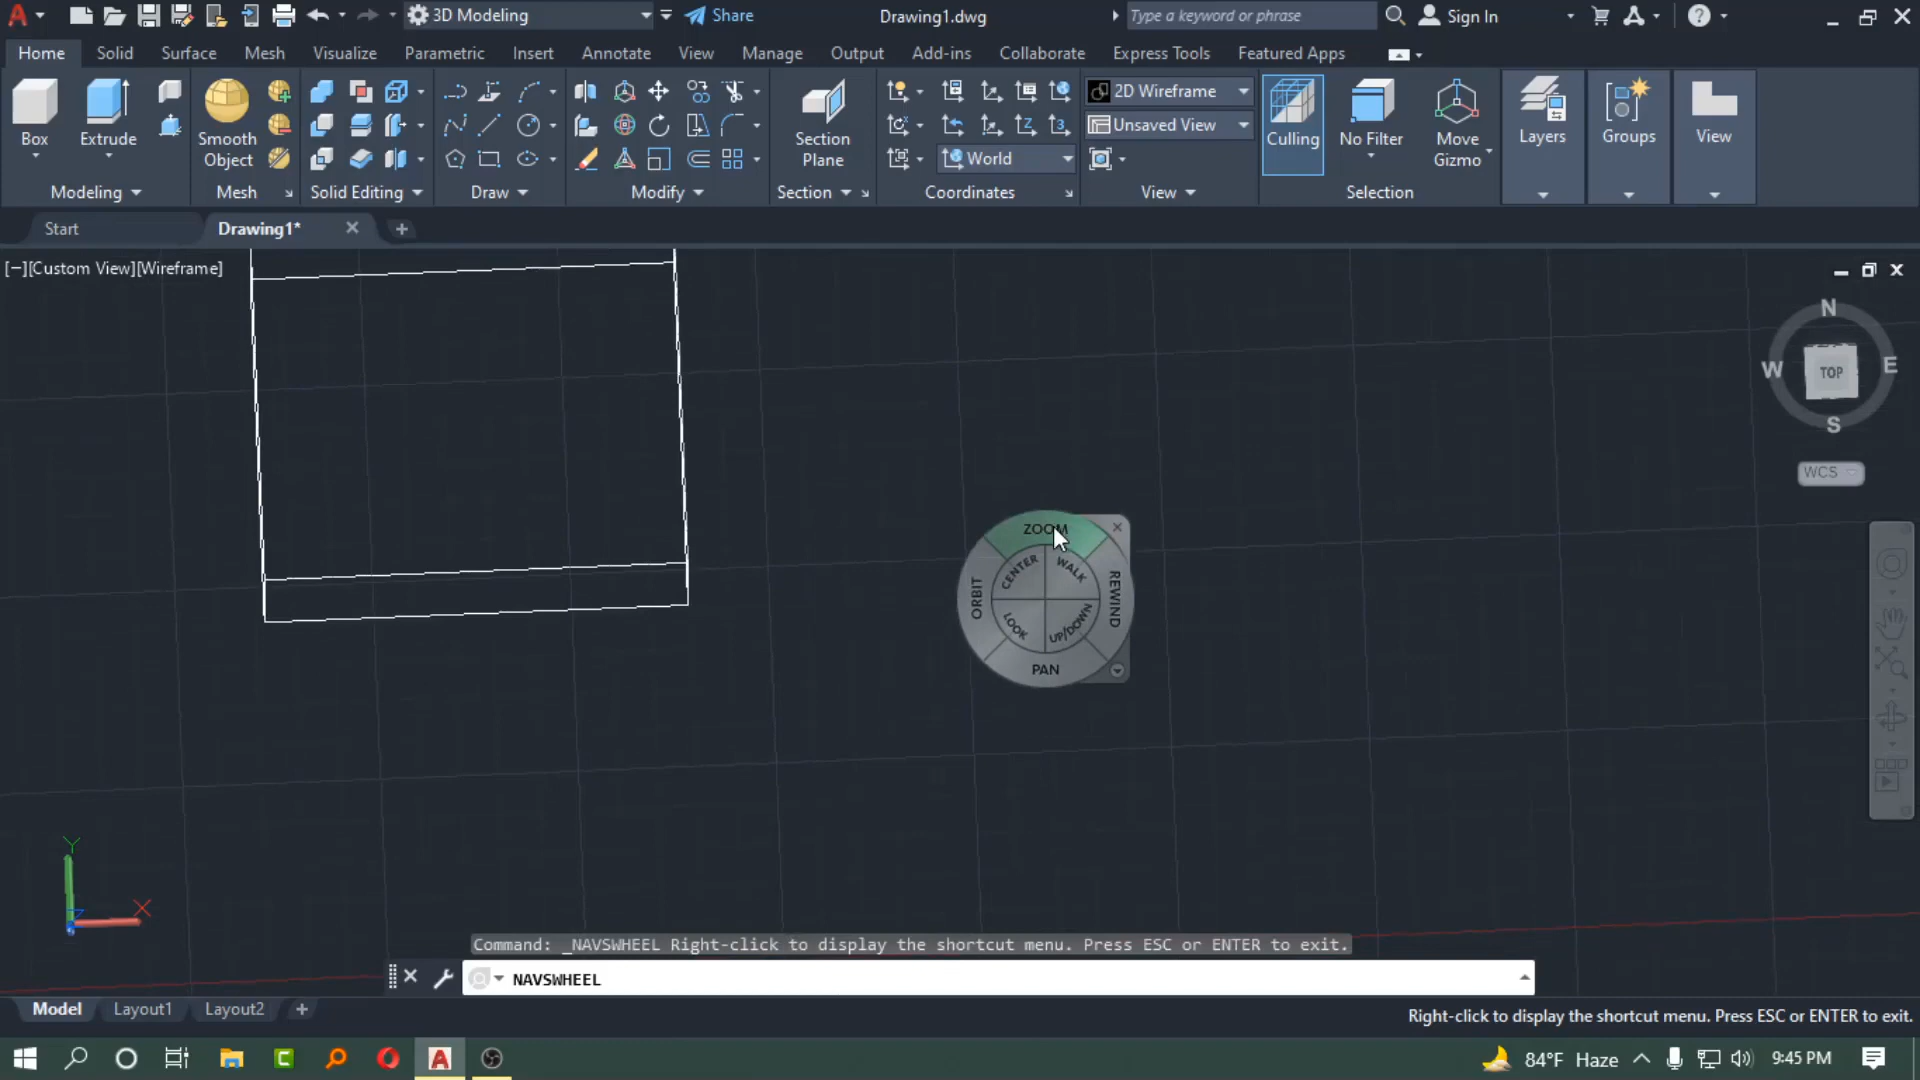 3D Modeling
Share
Drawing1.dwg
Type a keyword or phrase
Sign In
Home
Solid
Surface
Mesh
Visualize
Parametric
Insert
Annotate
View
Manage
Output
Add-ins
Collaborate
Express Tools
Featured Apps
Box
Extrude
Smooth
Object
Section
Plane
2D Wireframe
Unsaved View
World
Culling
No Filter
Move
Gizmo
Layers
Groups
View
Modeling
Mesh
Solid Editing
Draw
Modify
Section
Coordinates
View
Selection
Start
Drawing1*
[−][Custom View][Wireframe]
N
W
TOP
E
S
WCS
ZOOM
CENTER
WALK
ORBIT
REWIND
LOOK
UP/DOWN
PAN
Y
X
Z
Command: _NAVSWHEEL Right-click to display the shortcut menu. Press ESC or ENTER to exit.
NAVSWHEEL
Model
Layout1
Layout2
Right-click to display the shortcut menu. Press ESC or ENTER to exit.
84°F Haze
9:45 PM